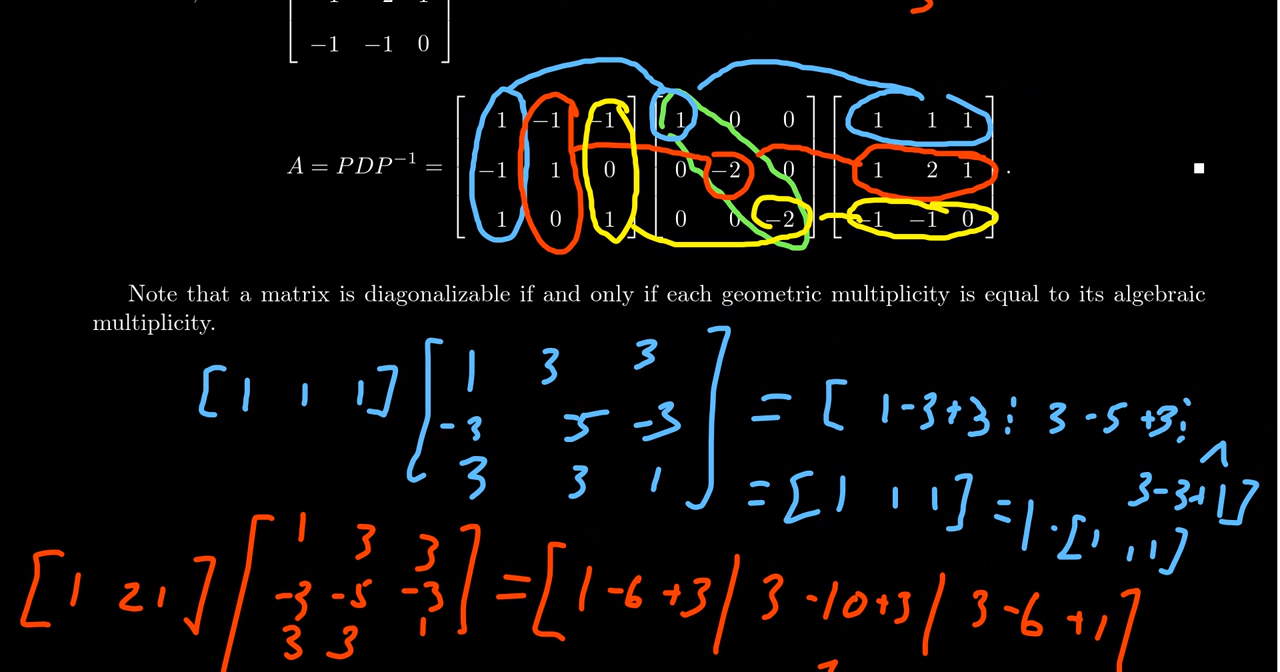 −1 −1 0
1 −1 −1 1 0 0 1 1 1
A = PDP⁻¹ = −1 1 0 0 −2 0 1 2 1 .
1 0 1 0 0 −2 −1 −1 0
Note that a matrix is diagonalizable if and only if each geometric multiplicity is equal to its algebraic
multiplicity.
1 3 3
[1 1 1] -3 5 -3 = [ 1-3+3 ⋮ 3-5+3 ⋮
3 3 1
3-3+1]
= [1 1 1] = 1·[1 1 1]
1 3 3
[1 2 1] -3 -5 -3 = [1-6+3 | 3-10+3 | 3-6+1]
3 3 1